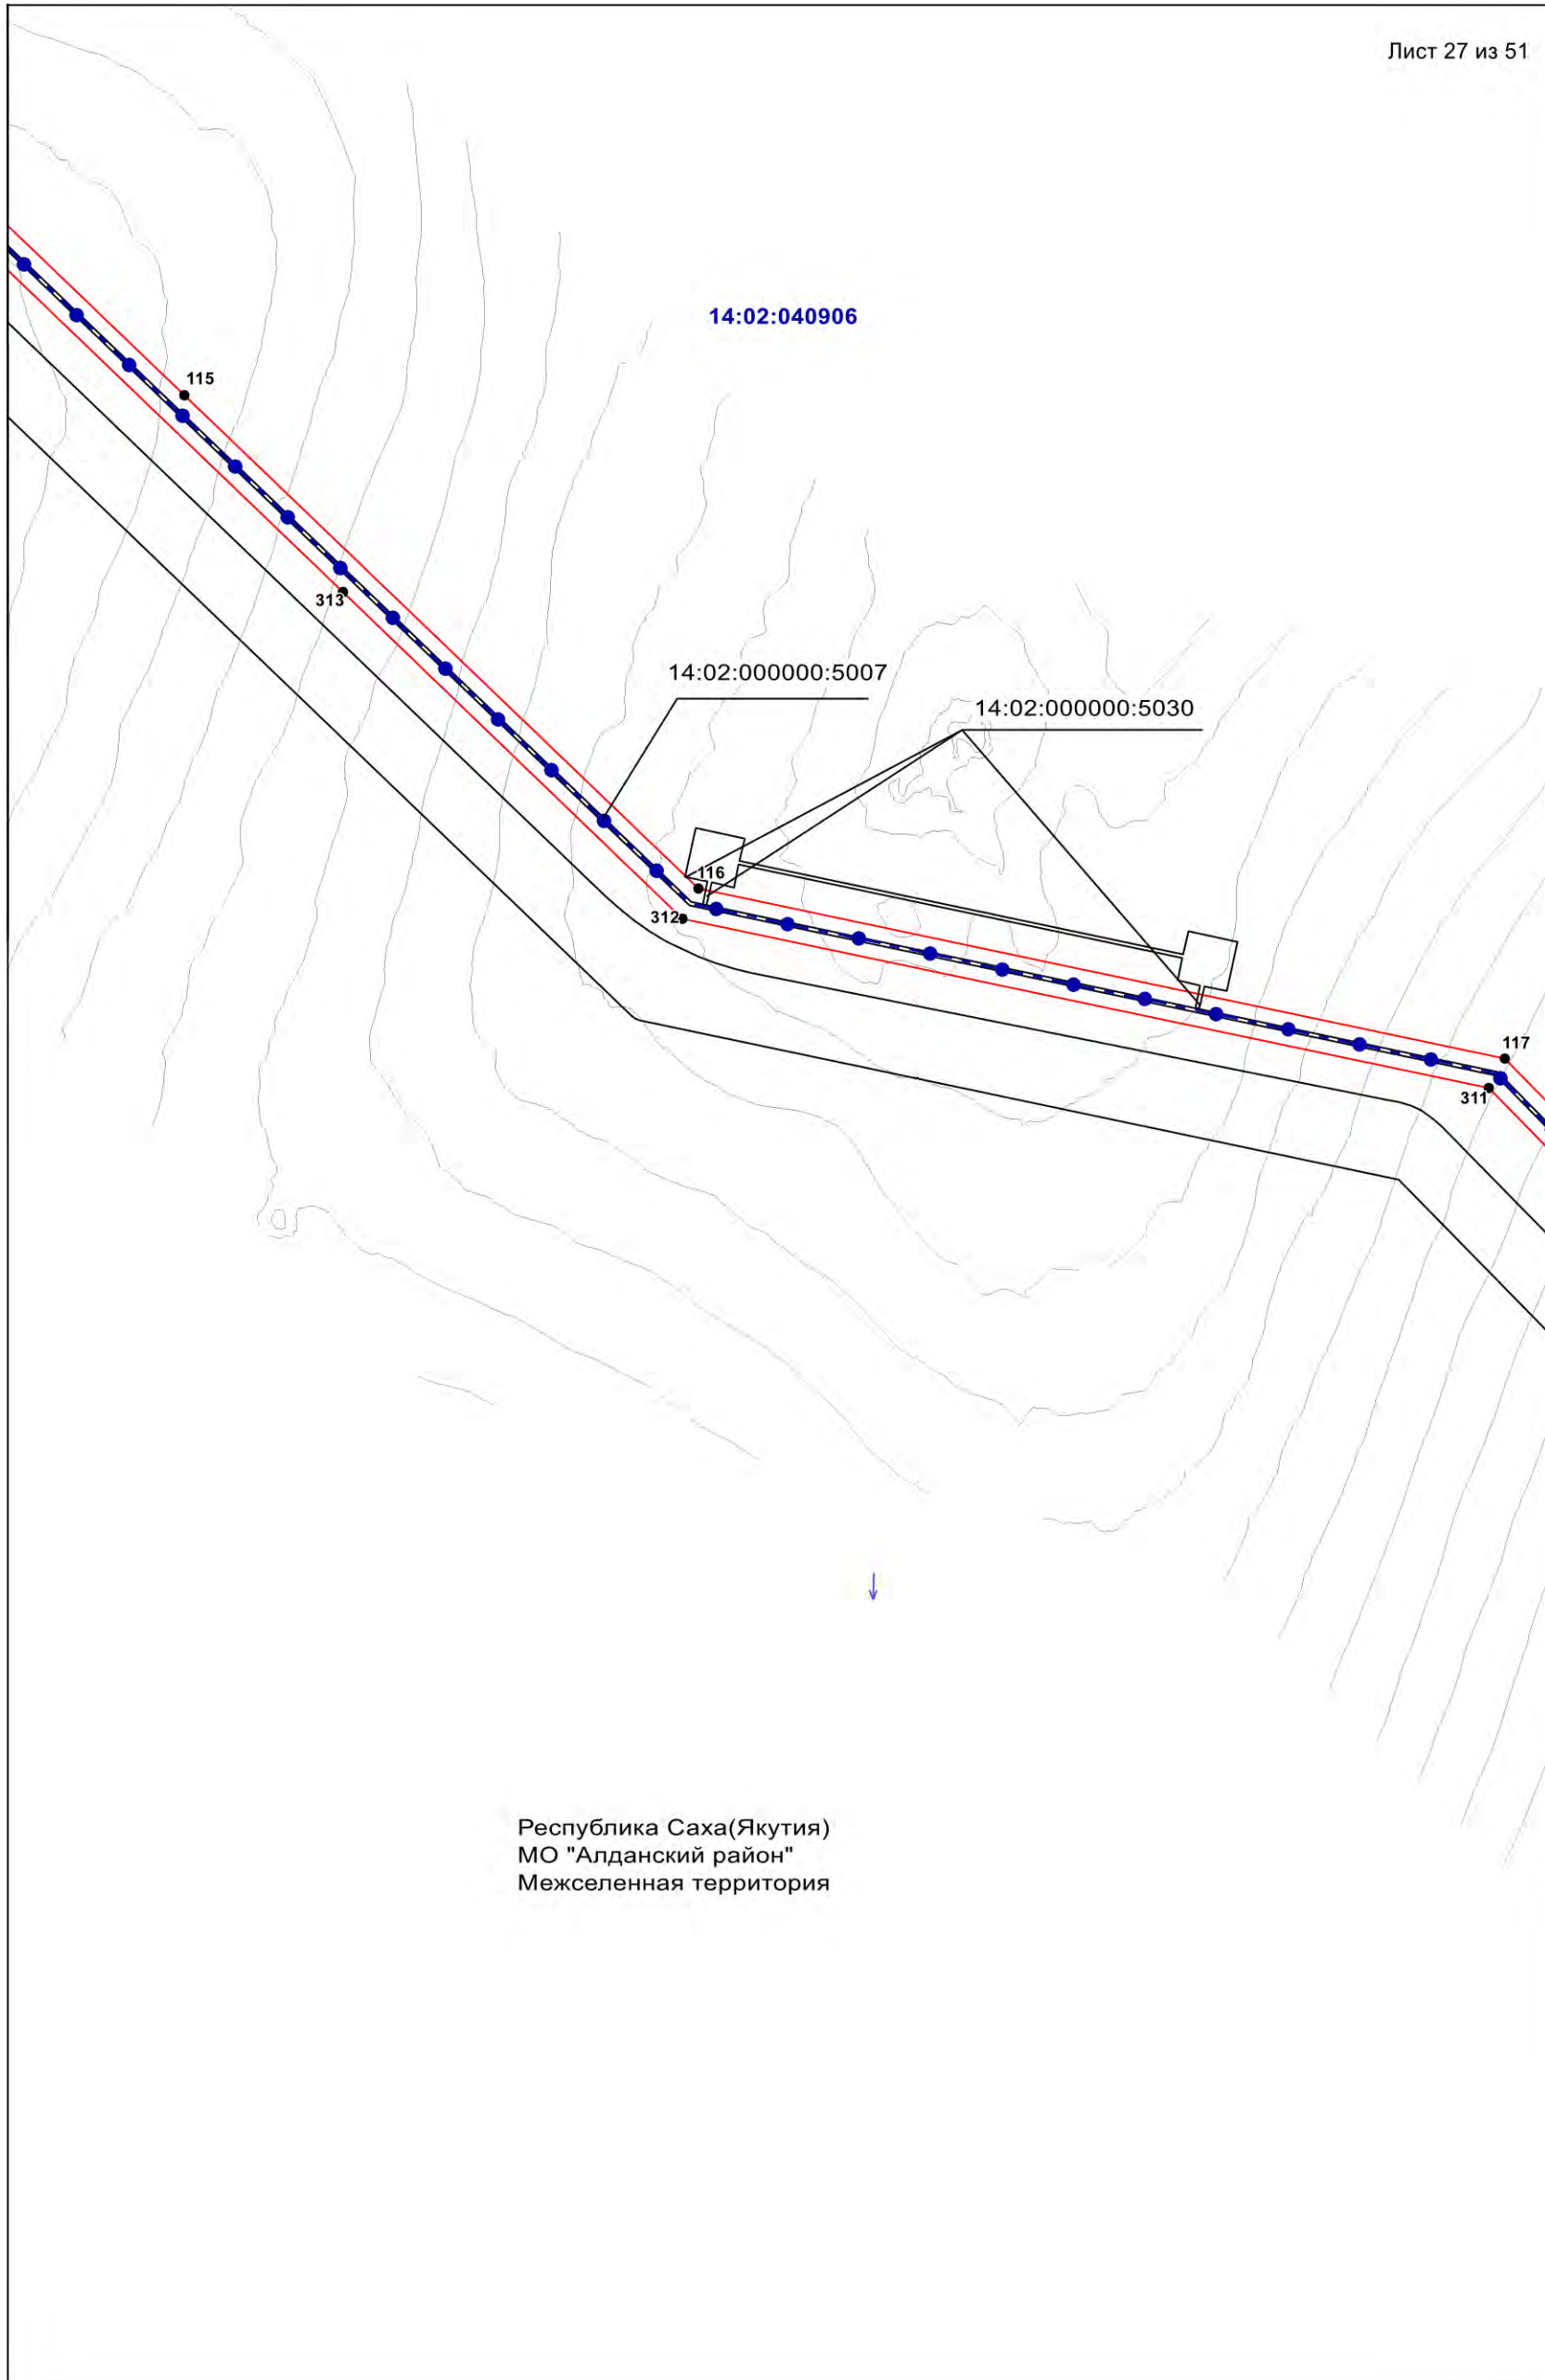 Лист 27 из 51
14:02:040906
115
313
14:02:000000:5007
14:02:000000:5030
116
312
117
311
Республика Саха(Якутия)
МО "Алданский район"
Межселенная территория